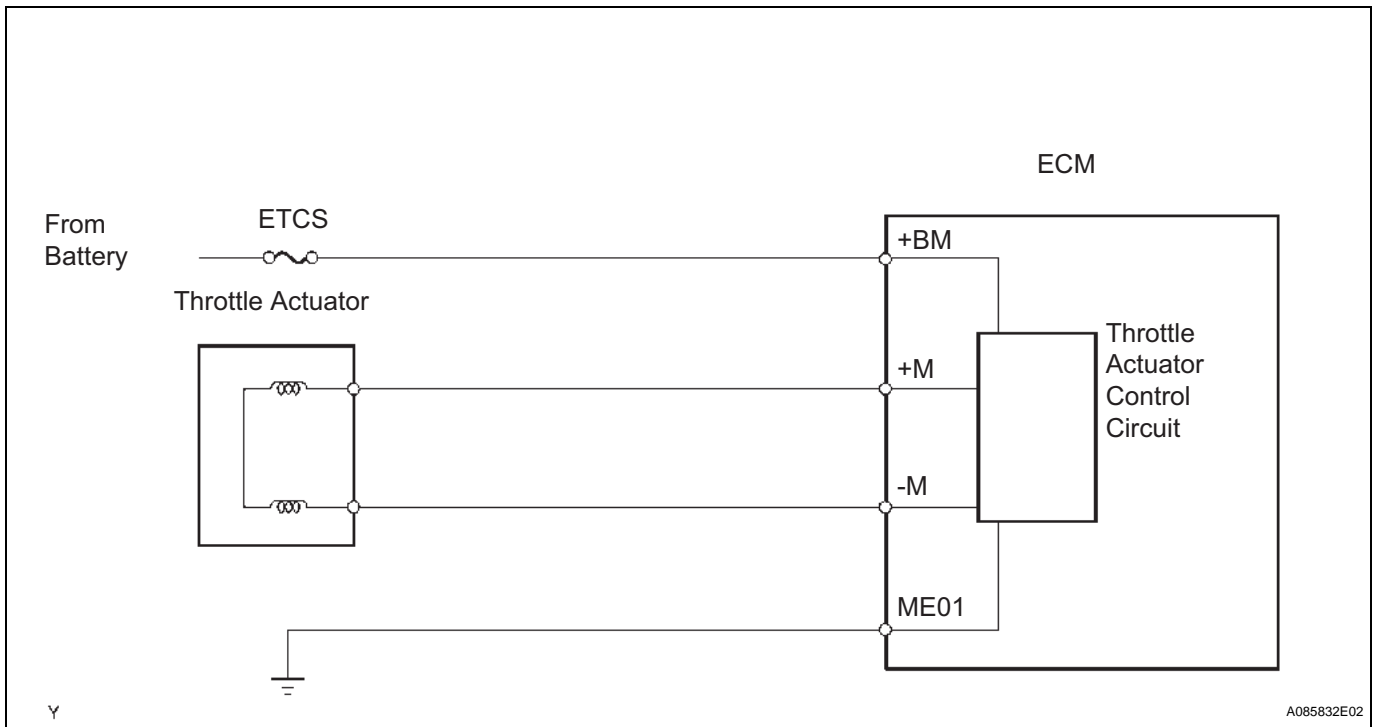 ECM
From
Battery
ETCS
+BM
Throttle Actuator
Throttle
Actuator
Control
Circuit
+M
-M
ME01
Y
A085832E02